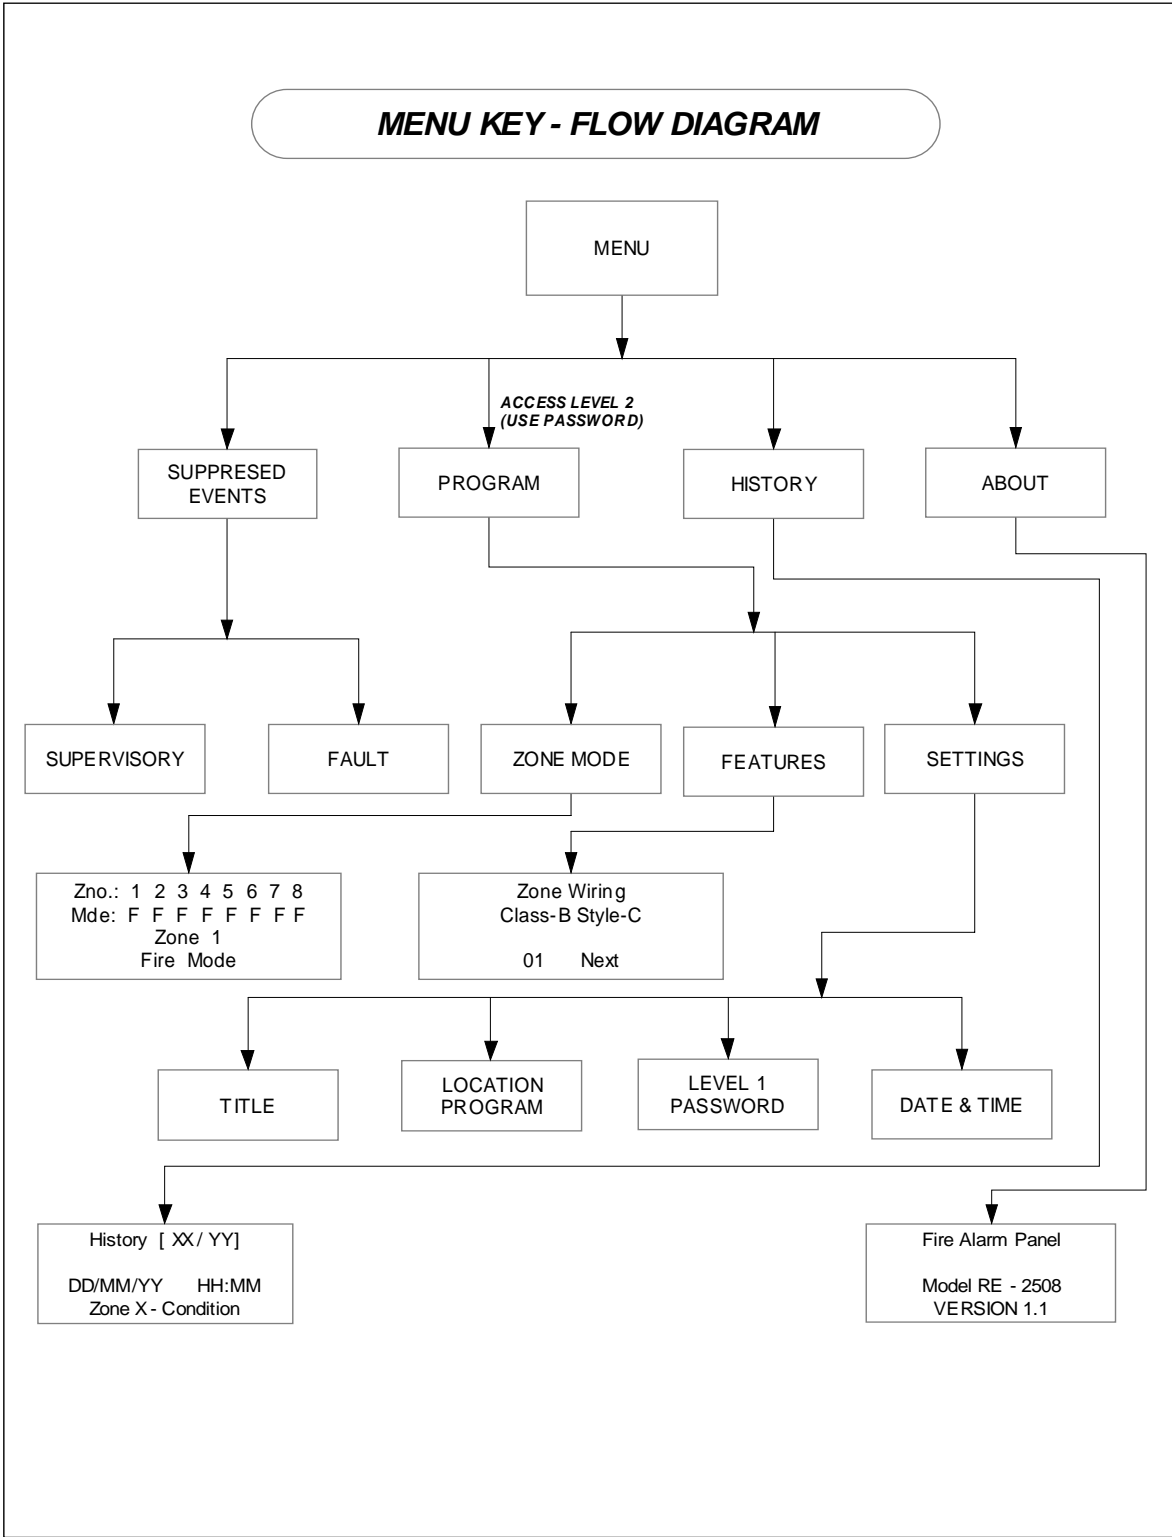 MENU KEY - FLOW DIAGRAM
MENU
ACCESS LEVEL 2
(USE PASSWORD)
SUPPRESED
EVENTS
PROGRAM
HISTORY
ABOUT
SUPERVISORY
FAULT
ZONE MODE
FEATURES
SETTINGS
Zno.: 1 2 3 4 5 6 7 8
Mde: F F F F F F F F
Zone 1
Fire Mode
Zone Wiring
Class-B Style-C
01 Next
TITLE
LOCATION
PROGRAM
LEVEL 1
PASSWORD
DATE & TIME
History [ XX / YY]
DD/MM/YY HH:MM
Zone X - Condition
Fire Alarm Panel
Model RE - 2508
VERSION 1.1